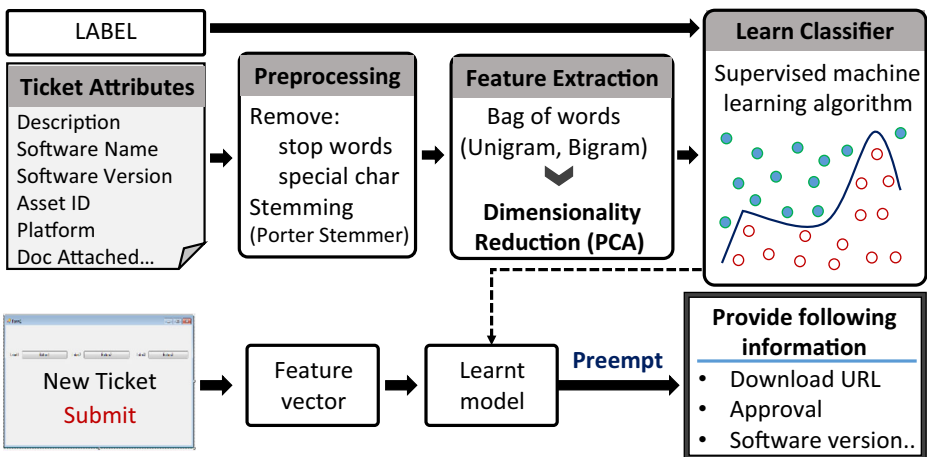 LABEL
Ticket Attributes
Description
Software Name
Software Version
Asset ID
Platform
Doc Attached...
Preprocessing
Remove:
stop words
special char
Stemming
(Porter Stemmer)
Feature Extraction
Bag of words
(Unigram, Bigram)
Dimensionality
Reduction (PCA)
Learn Classifier
Supervised machine
learning algorithm
New Ticket
Submit
Feature
vector
Learnt
model
Preempt
Provide following
information
• Download URL
• Approval
• Software version..